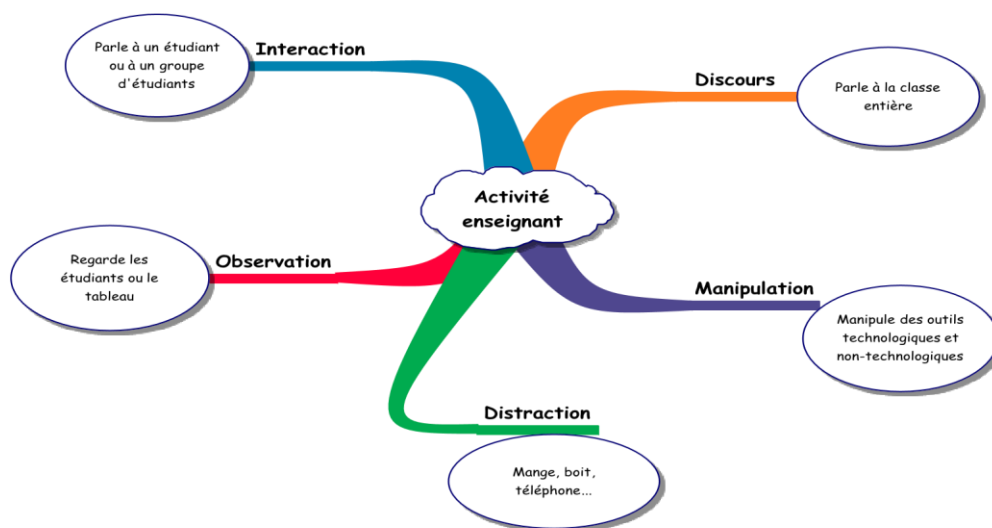 Interaction
Parle à un étudiant
ou à un groupe
d'étudiants
Discours
Parle à la classe
entière
Activité
enseignant
Observation
Regarde les
étudiants ou le
tableau
Manipulation
Manipule des outils
technologiques et
non-technologiques
Distraction
Mange, boit,
téléphone...